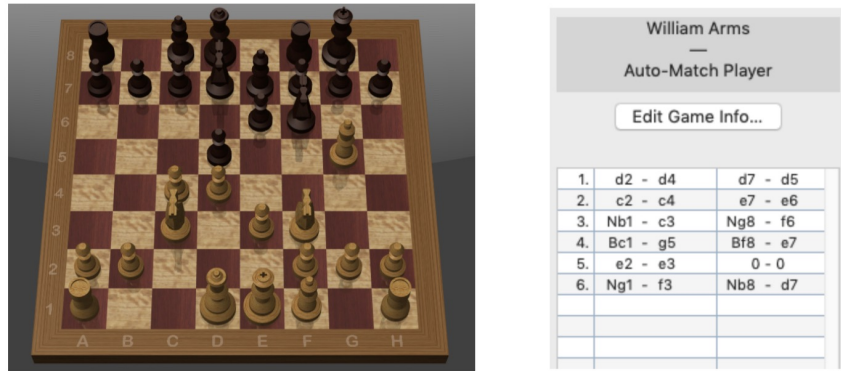 8
7
6
5
4
3
2
1
A B C D E F G H
William Arms
—
Auto-Match Player
Edit Game Info...
1. d2 - d4 d7 - d5
2. c2 - c4 e7 - e6
3. Nb1 - c3 Ng8 - f6
4. Bc1 - g5 Bf8 - e7
5. e2 - e3 0 - 0
6. Ng1 - f3 Nb8 - d7